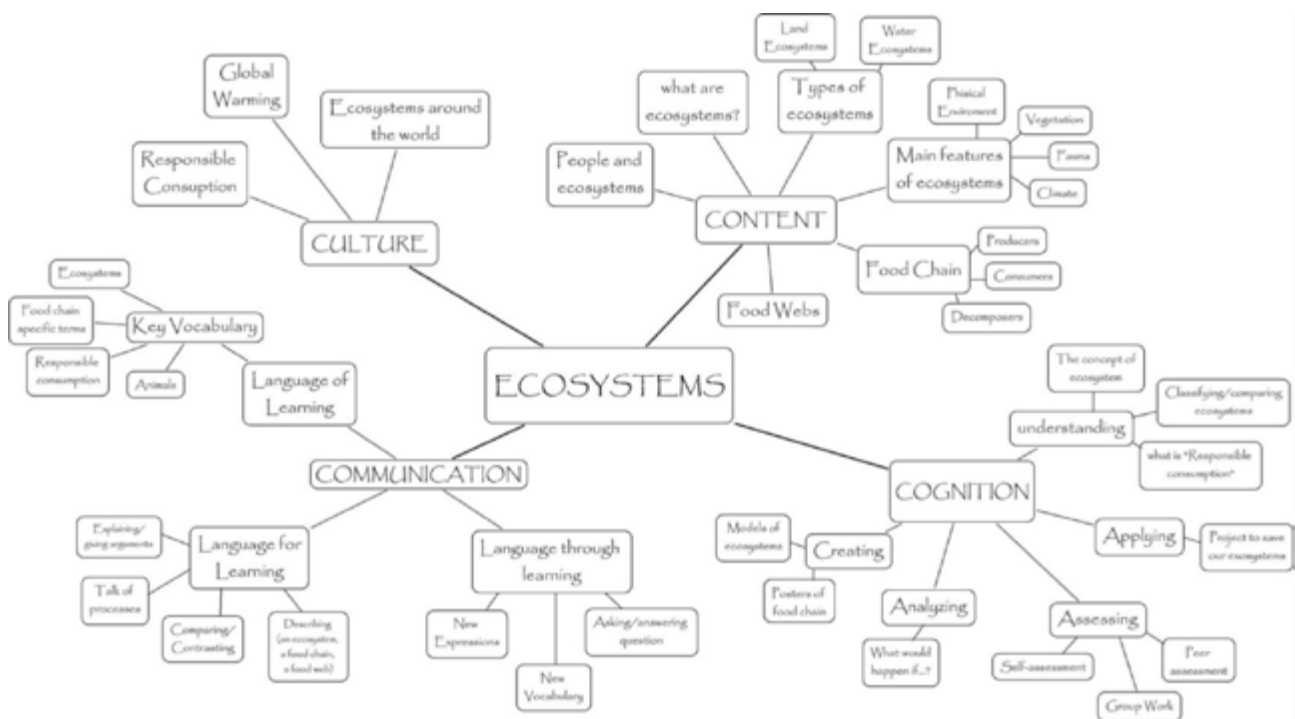 Land
Ecosystems
Water
Ecosystems
Global
Warming
what are
ecosystems?
Types of
ecosystems
Ecosystems around
the world
Phisical
Enviroment
Vegetation
Responsible
Consuption
People and
ecosystems
Main features
of ecosystems
Fauna
Climate
CULTURE
CONTENT
Producers
Ecosystems
Food Chain
Consumers
Food chain
specific terms
Key Vocabulary
Food Webs
Decomposers
Responsible
consumption
Animals
Language of
Learning
ECOSYSTEMS
The concept of
ecosystem
Classifying/comparing
ecosystems
understanding
what is "Responsible
consumption"
COMMUNICATION
COGNITION
Explaining/
giving arguments
Language for
Learning
Language through
learning
Models of
ecosystems
Creating
Applying
Project to save
our exosystems
Talk of
processes
Posters of
food chain
Analyzing
Assessing
Comparing/
Contrasting
Describing
(an ecosystem,
a food chain,
a food web)
New
Expressions
Asking/answering
question
What would
happen if...?
Self-assessment
Peer
assessment
New
Vocabulary
Group Work